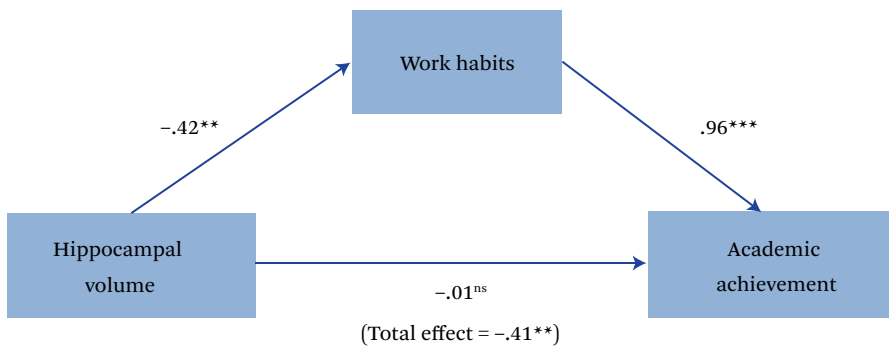 Work habits
–.42**
.96***
Hippocampal
volume
Academic
achievement
–.01ns
(Total effect = –.41**)